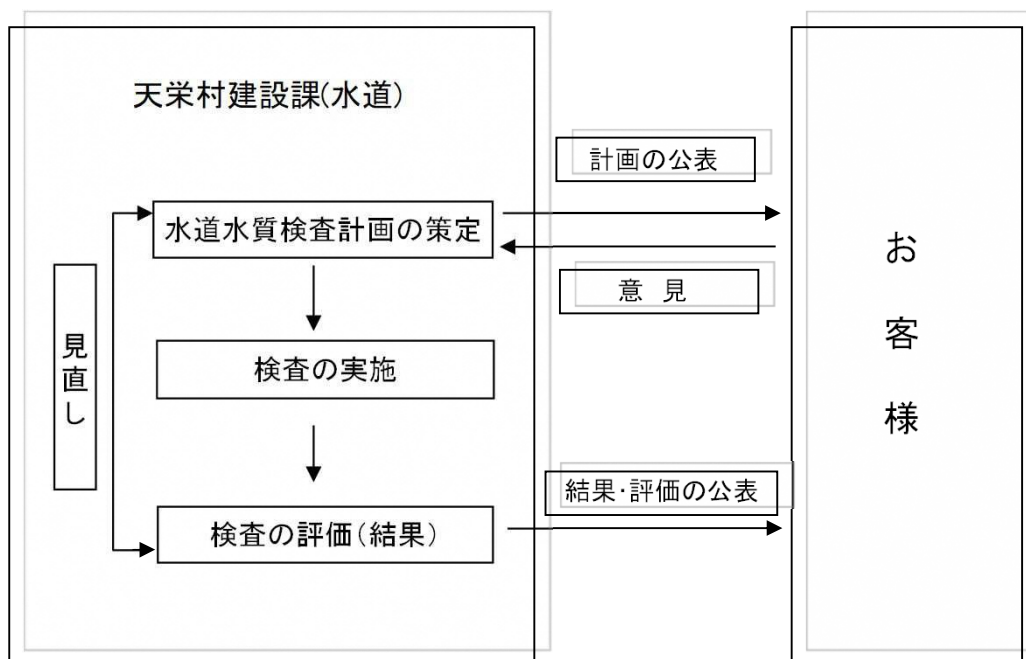 天栄村建設課(水道)
計画の公表
水道水質検査計画の策定
意 見
見直し
検査の実施
結果・評価の公表
検査の評価(結果)
お客様